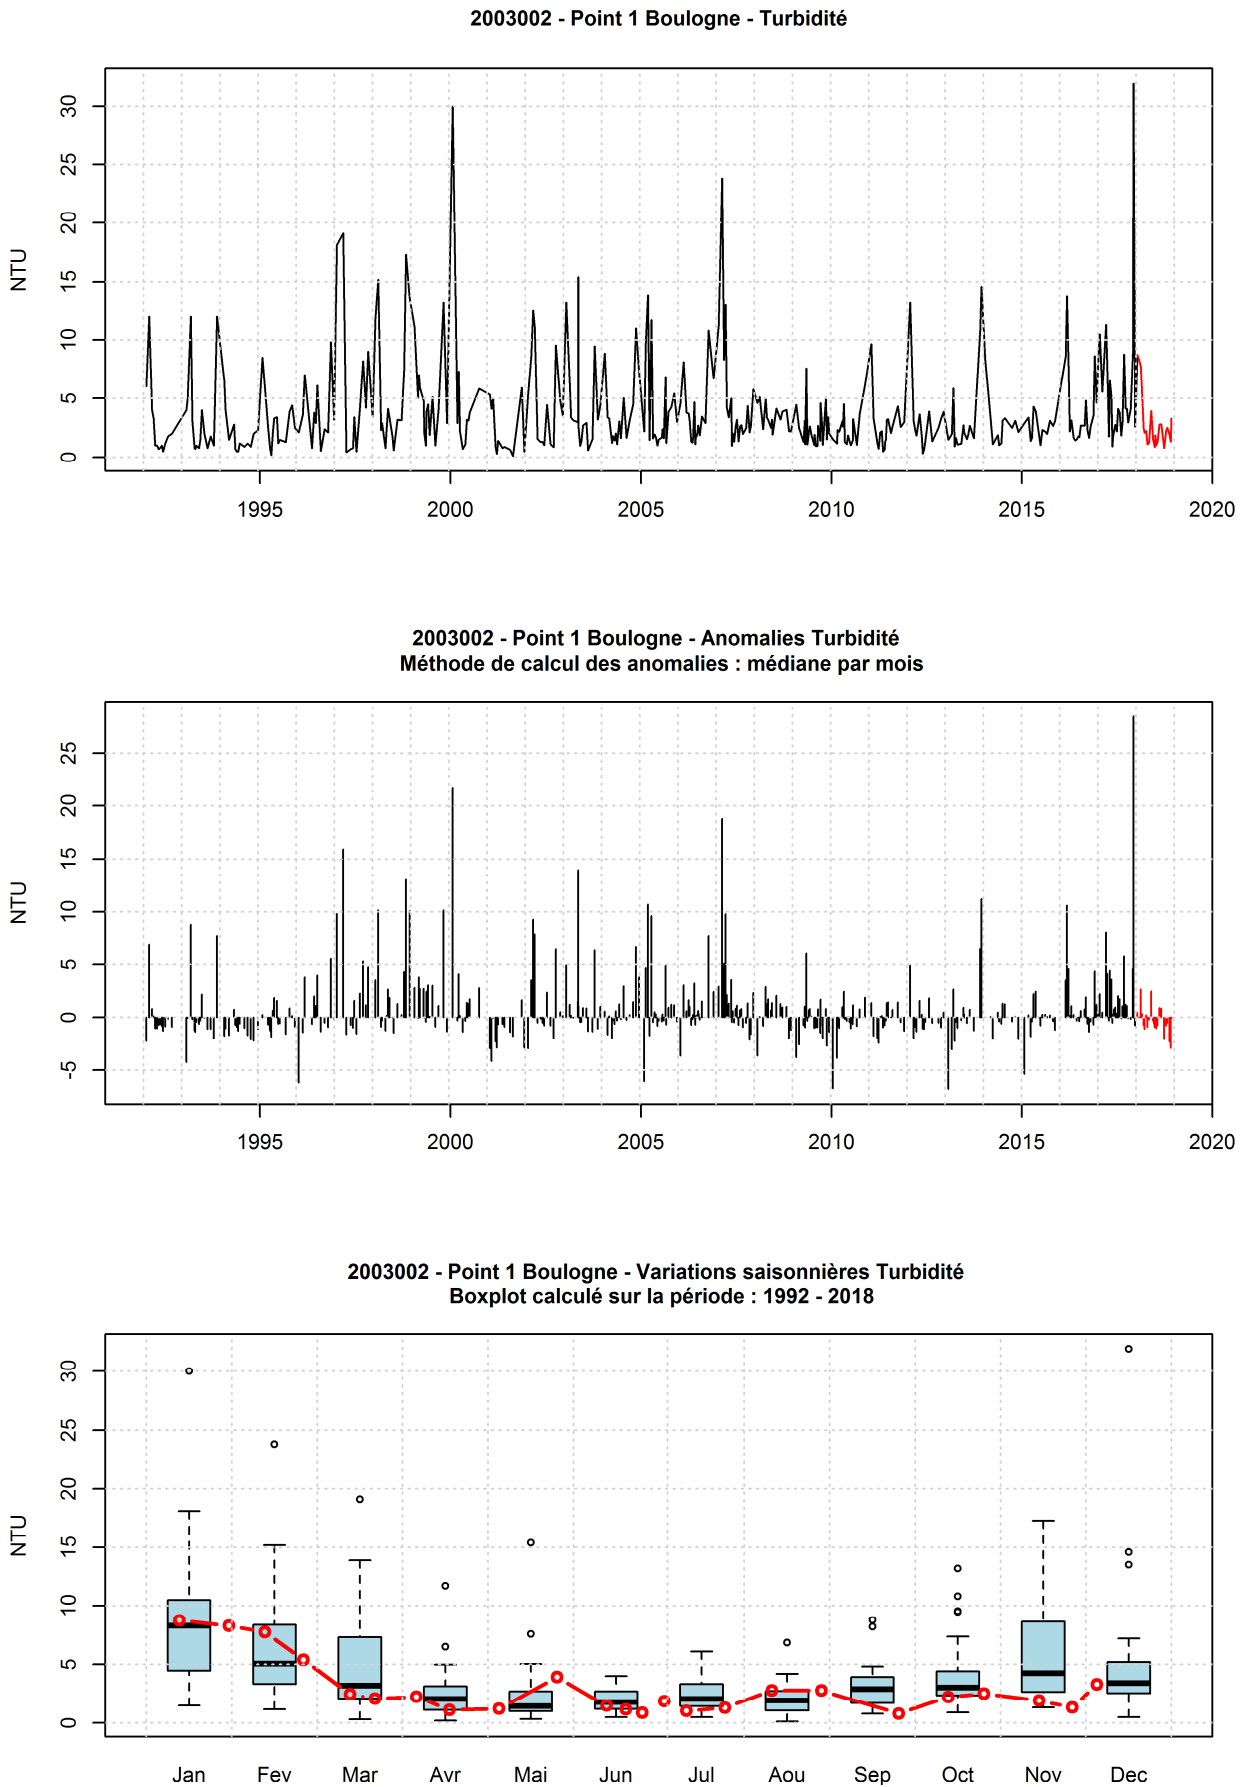 2003002 - Point 1 Boulogne - Turbidité
NTU
0 5 10 15 20 25 30
1995 2000 2005 2010 2015 2020
2003002 - Point 1 Boulogne - Anomalies Turbidité
Méthode de calcul des anomalies : médiane par mois
NTU
-5 0 5 10 15 20 25
1995 2000 2005 2010 2015 2020
2003002 - Point 1 Boulogne - Variations saisonnières Turbidité
Boxplot calculé sur la période : 1992 - 2018
NTU
0 5 10 15 20 25 30
Jan Fev Mar Avr Mai Jun Jul Aou Sep Oct Nov Dec